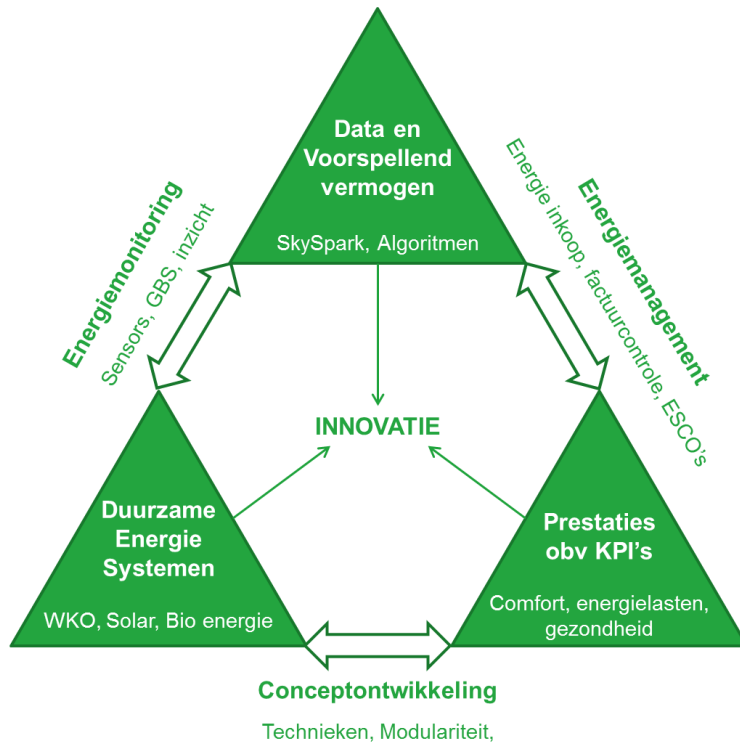 Data en
Voorspellend
vermogen
SkySpark, Algoritmen
Energiemonitoring
Sensors, GBS, inzicht
Energiemanagement
Energie inkoop, factuurcontrole, ESCO's
INNOVATIE
Duurzame
Energie
Systemen
WKO, Solar, Bio energie
Prestaties
obv KPI's
Comfort, energielasten,
gezondheid
Conceptontwikkeling
Technieken, Modulariteit,